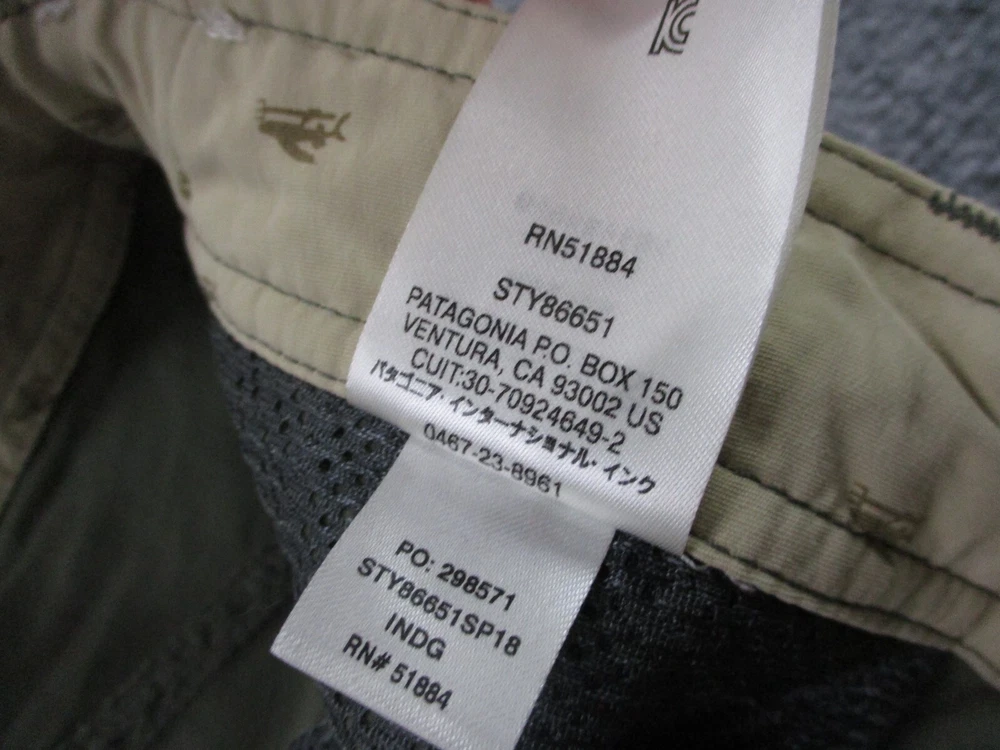 RN51884
STY86651
PATAGONIA P.O. BOX 150
VENTURA, CA 93002 US
CUIT:30-70924649-2
パタゴニア・インターナショナル・インク
0467-23-8961
PO: 298571
STY86651SP18
INDG
RN# 51884